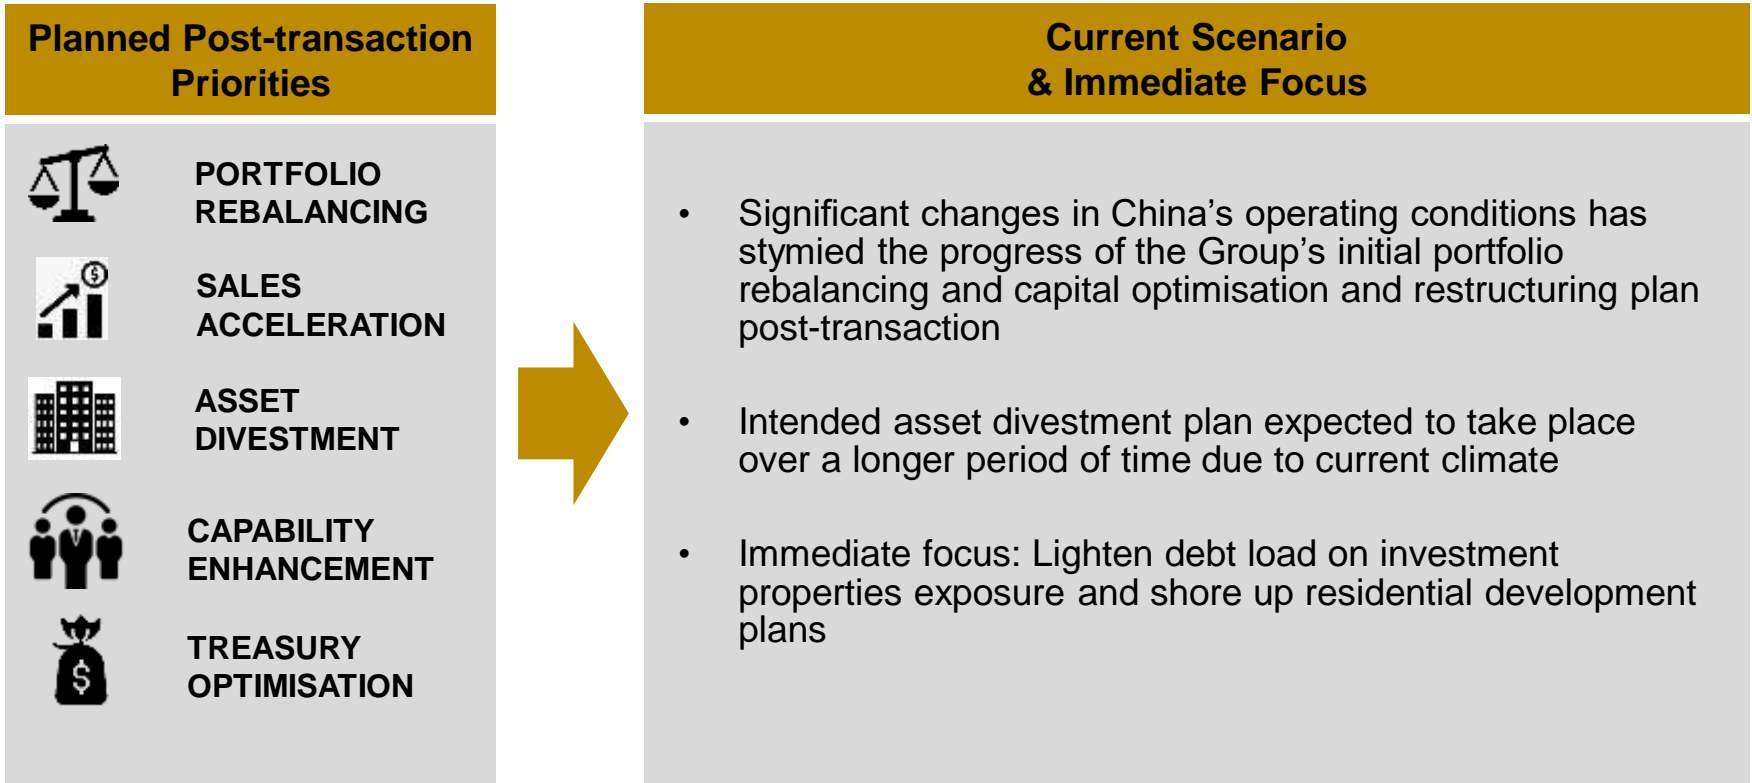 Planned Post-transaction
Priorities
PORTFOLIO
REBALANCING
SALES
ACCELERATION
ASSET
DIVESTMENT
CAPABILITY
ENHANCEMENT
TREASURY
OPTIMISATION
Current Scenario
& Immediate Focus
• Significant changes in China’s operating conditions has
stymied the progress of the Group’s initial portfolio
rebalancing and capital optimisation and restructuring plan
post-transaction
• Intended asset divestment plan expected to take place
over a longer period of time due to current climate
• Immediate focus: Lighten debt load on investment
properties exposure and shore up residential development
plans